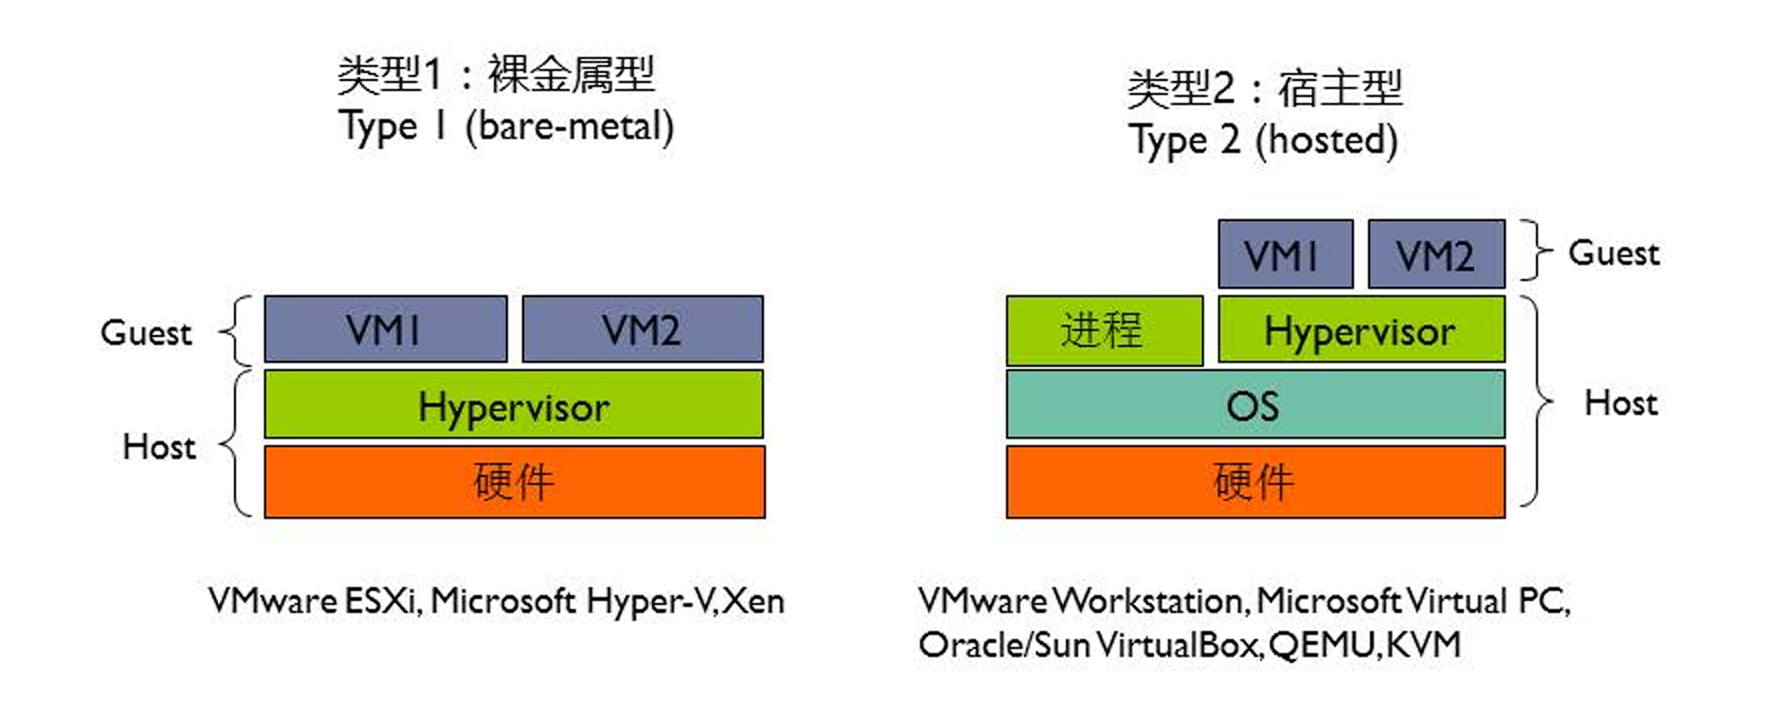 类型1：裸金属型
Type 1 (bare-metal)
Guest
VM1
VM2
Host
Hypervisor
硬件
VMware ESXi, Microsoft Hyper-V, Xen
类型2：宿主型
Type 2 (hosted)
VM1
VM2
Guest
进程
Hypervisor
OS
Host
硬件
VMware Workstation, Microsoft Virtual PC,
Oracle/Sun VirtualBox, QEMU, KVM